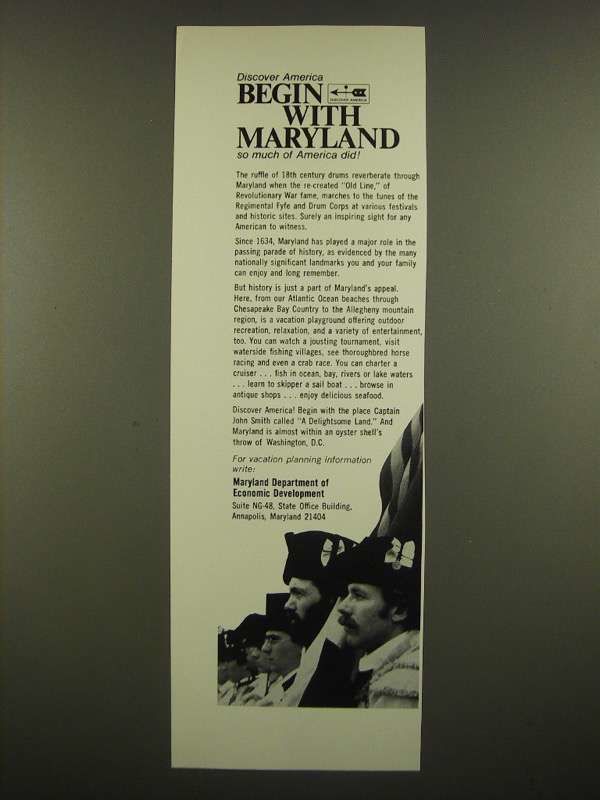 Discover America
BEGIN
DISCOVER AMERICA
WITH
MARYLAND
so much of America did!
The ruffle of 18th century drums reverberate through
Maryland when the re-created "Old Line," of
Revolutionary War fame, marches to the tunes of the
Regimental Fyfe and Drum Corps at various festivals
and historic sites. Surely an inspiring sight for any
American to witness.
Since 1634, Maryland has played a major role in the
passing parade of history, as evidenced by the many
nationally significant landmarks you and your family
can enjoy and long remember.
But history is just a part of Maryland's appeal.
Here, from our Atlantic Ocean beaches through
Chesapeake Bay Country to the Allegheny mountain
region, is a vacation playground offering outdoor
recreation, relaxation, and a variety of entertainment,
too. You can watch a jousting tournament, visit
waterside fishing villages, see thoroughbred horse
racing and even a crab race. You can charter a
cruiser . . . fish in ocean, bay, rivers or lake waters
. . . learn to skipper a sail boat . . . browse in
antique shops . . . enjoy delicious seafood.
Discover America! Begin with the place Captain
John Smith called "A Delightsome Land." And
Maryland is almost within an oyster shell's
throw of Washington, D.C.
For vacation planning information
write:
Maryland Department of
Economic Development
Suite NG-48, State Office Building,
Annapolis, Maryland 21404